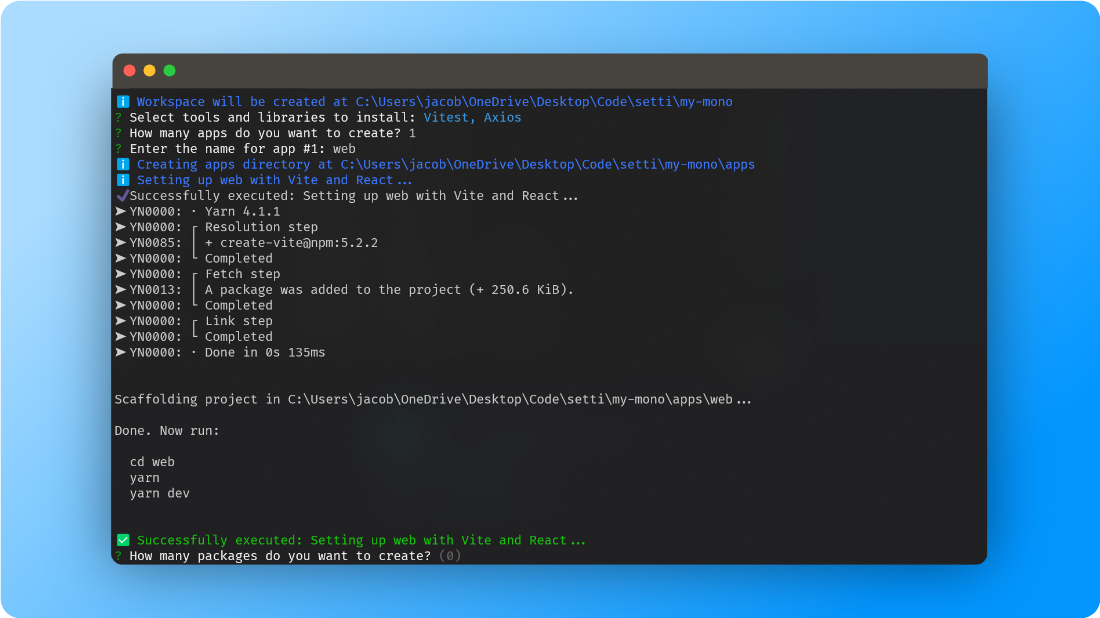 ℹ Workspace will be created at C:\Users\jacob\OneDrive\Desktop\Code\setti\my-mono
? Select tools and libraries to install: Vitest, Axios
? How many apps do you want to create? 1
? Enter the name for app #1: web
ℹ Creating apps directory at C:\Users\jacob\OneDrive\Desktop\Code\setti\my-mono\apps
ℹ Setting up web with Vite and React...
✔Successfully executed: Setting up web with Vite and React...
➤ YN0000: · Yarn 4.1.1
➤ YN0000: ┌ Resolution step
➤ YN0085: │ + create-vite@npm:5.2.2
➤ YN0000: └ Completed
➤ YN0000: ┌ Fetch step
➤ YN0013: │ A package was added to the project (+ 250.6 KiB).
➤ YN0000: └ Completed
➤ YN0000: ┌ Link step
➤ YN0000: └ Completed
➤ YN0000: · Done in 0s 135ms
Scaffolding project in C:\Users\jacob\OneDrive\Desktop\Code\setti\my-mono\apps\web...
Done. Now run:
cd web
yarn
yarn dev
✅ Successfully executed: Setting up web with Vite and React...
? How many packages do you want to create? (0)